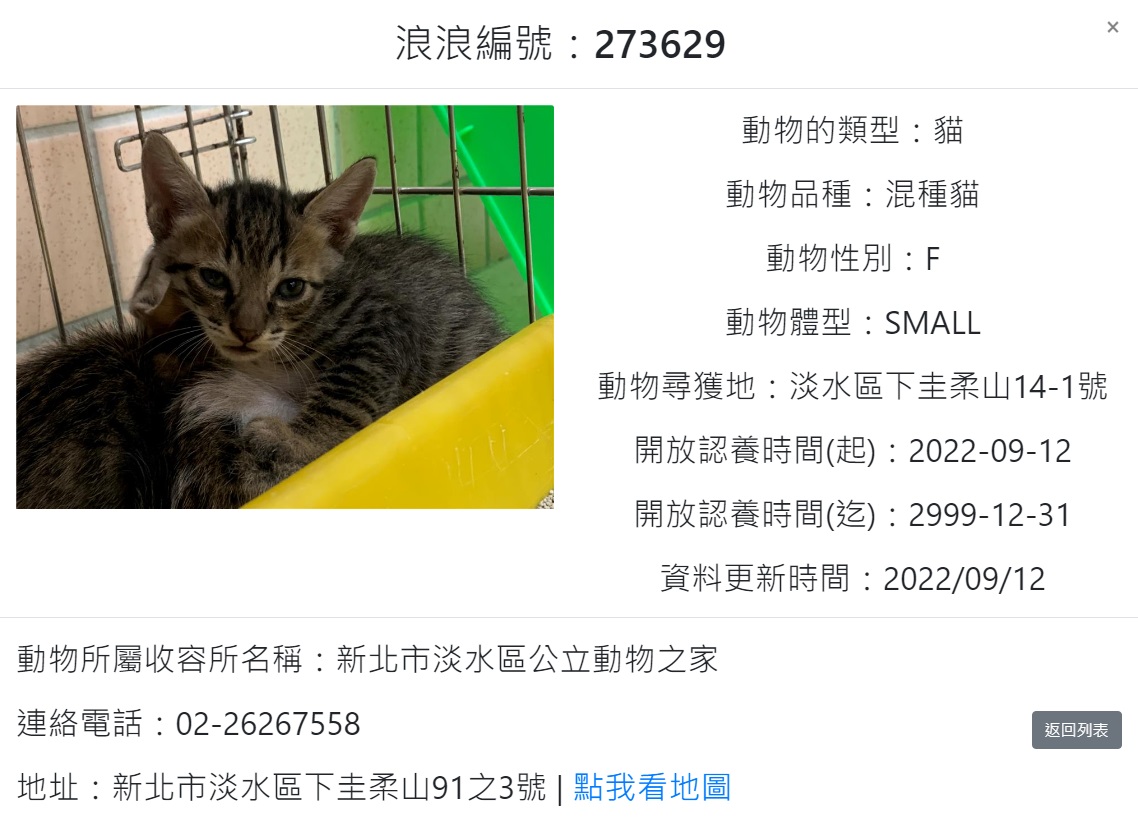 浪浪編號：273629
×
動物的類型：貓
動物品種：混種貓
動物性別：F
動物體型：SMALL
動物尋獲地：淡水區下圭柔山14-1號
開放認養時間(起)：2022-09-12
開放認養時間(迄)：2999-12-31
資料更新時間：2022/09/12
動物所屬收容所名稱：新北市淡水區公立動物之家
連絡電話：02-26267558
返回列表
地址：新北市淡水區下圭柔山91之3號 | 點我看地圖